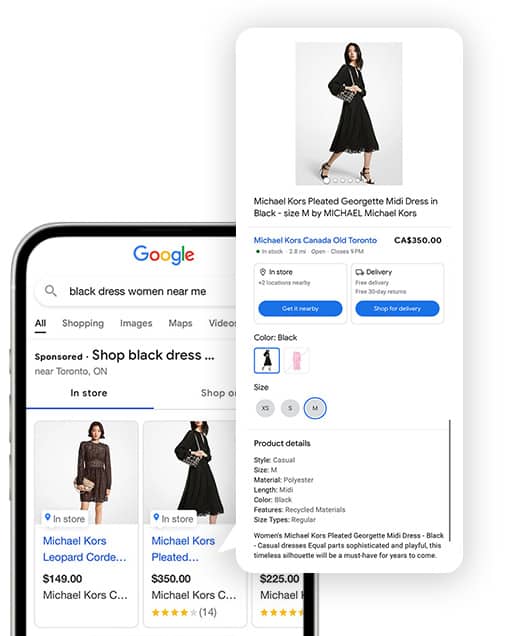 Google
black dress women near me
All Shopping Images Maps Videos
Sponsored · Shop black dress ...
near Toronto, ON
In store Shop o
In store
Michael Kors
Leopard Corde...
$149.00
Michael Kors C...
In store
Michael Kors
Pleated...
$350.00
Michael Kors C...
(14)
$225.00
Michael Kors
Michael Kors Pleated Georgette Midi Dress in
Black - size M by MICHAEL Michael Kors
Michael Kors Canada Old Toronto CA$350.00
In stock · 2.8 mi · Open · Closes 9 PM
In store
+2 locations nearby
Get it nearby
Delivery
Free delivery
Free 30-day returns
Shop for delivery
Color: Black
Size
XS S M
Product details
Style: Casual
Size: M
Material: Polyester
Length: Midi
Color: Black
Features: Recycled Materials
Size Types: Regular
Women's Michael Kors Pleated Georgette Midi Dress - Black
- Casual dresses Equal parts sophisticated and playful, this
timeless silhouette will be a must-have for years to come.